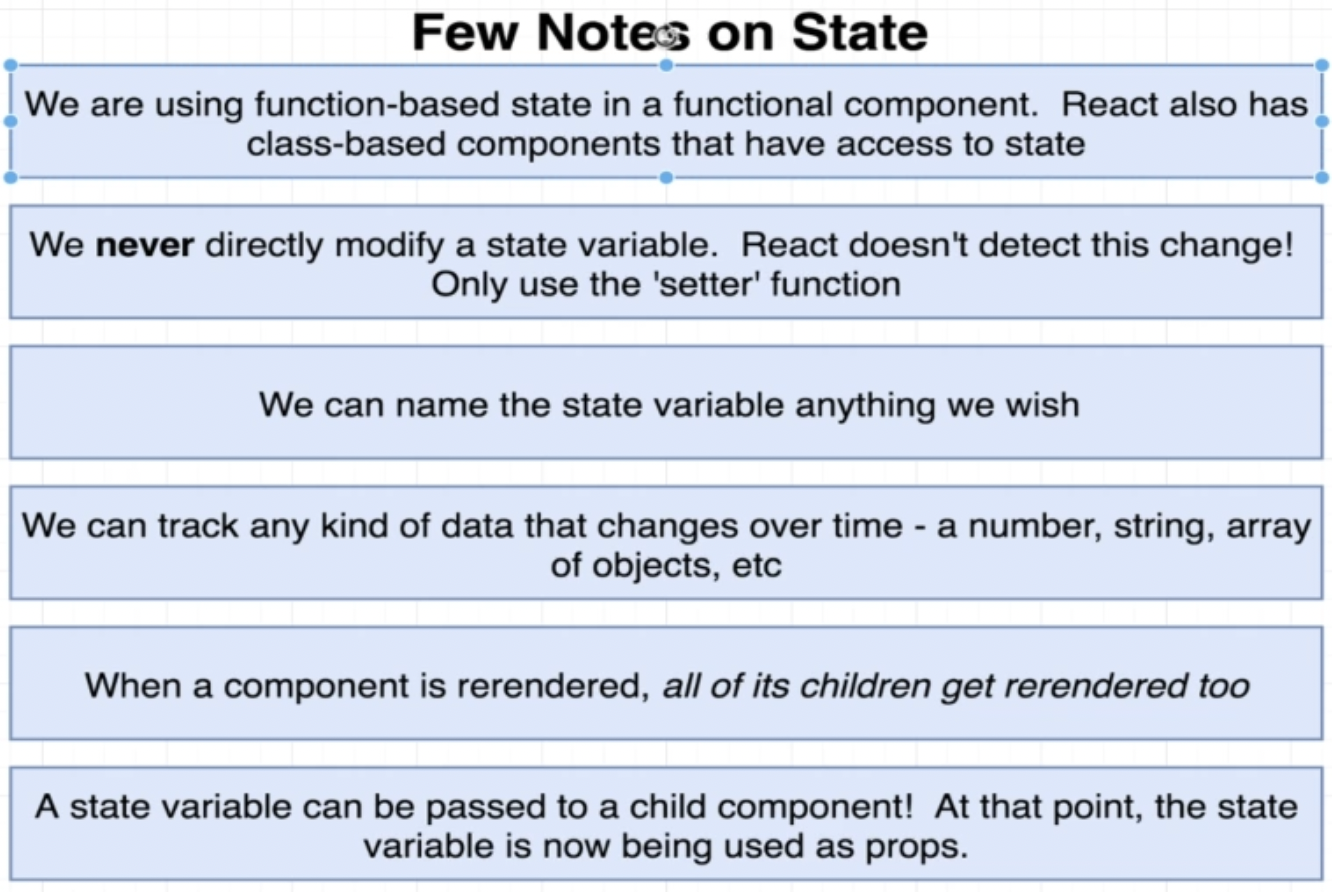 Few Notes on State
We are using function-based state in a functional component.  React also has
class-based components that have access to state
We never directly modify a state variable.  React doesn't detect this change!
Only use the 'setter' function
We can name the state variable anything we wish
We can track any kind of data that changes over time - a number, string, array
of objects, etc
When a component is rerendered, all of its children get rerendered too
A state variable can be passed to a child component!  At that point, the state
variable is now being used as props.